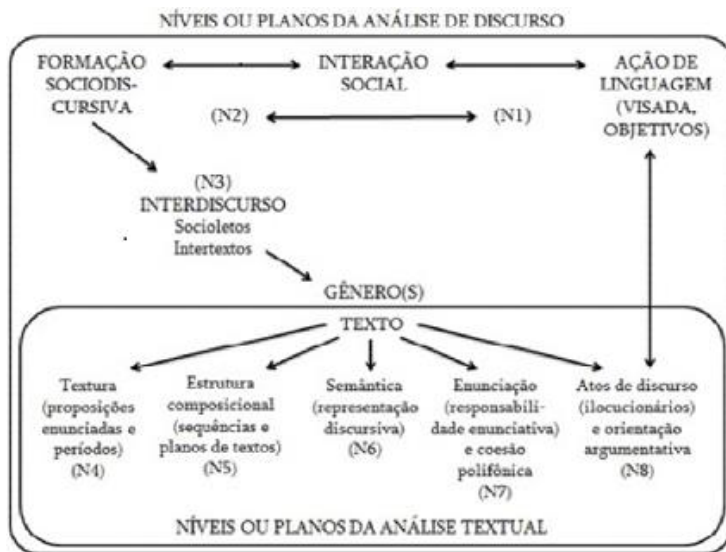 NÍVEIS OU PLANOS DA ANÁLISE DE DISCURSO
FORMAÇÃO
SOCIODIS-
CURSIVA
INTERAÇÃO
SOCIAL
AÇÃO DE
LINGUAGEM
(VISADA,
OBJETIVOS)
(N2)
(N1)
(N3)
INTERDISCURSO
Socioletos
Intertextos
GÊNERO(S)
TEXTO
Textura
(proposições
enunciadas e
períodos)
(N4)
Estrutura
composicional
(sequências e
planos de textos)
(N5)
Semântica
(representação
discursiva)
(N6)
Enunciação
(responsabili-
dade enunciativa)
e coesão
polifônica
(N7)
Atos de discurso
(ilocucionários)
e orientação
argumentativa
(N8)
NÍVEIS OU PLANOS DA ANÁLISE TEXTUAL